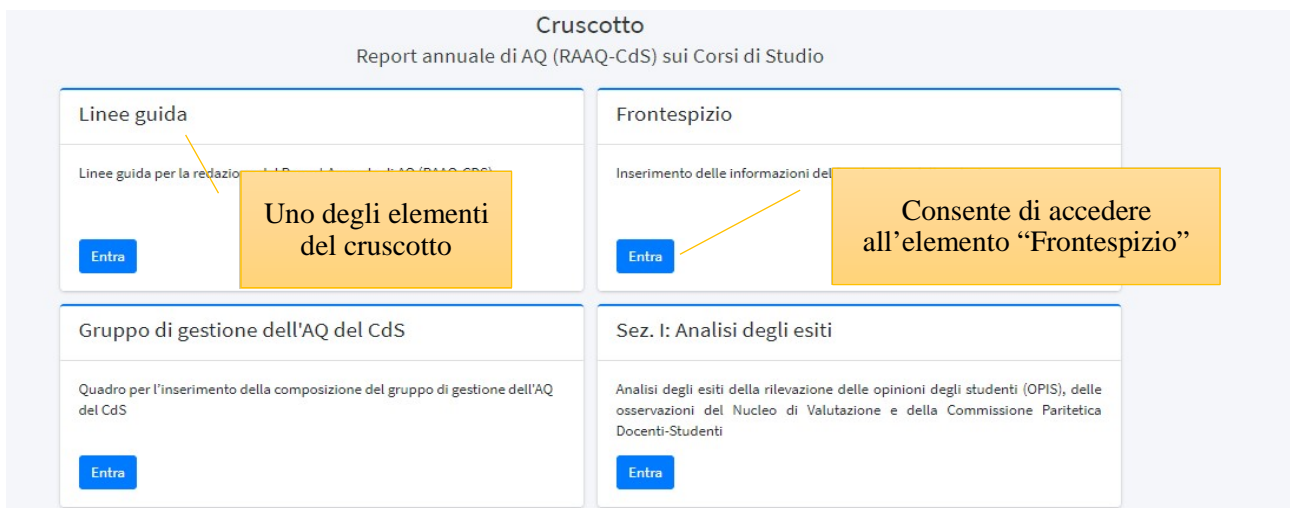 Cruscotto
Report annuale di AQ (RAAQ-CdS) sui Corsi di Studio
Linee guida
Linee guida per la
Uno degli elementi
del cruscotto
Entra
Frontespizio
Inserimento delle informazioni
Consente di accedere
all’elemento “Frontespizio”
Entra
Gruppo di gestione dell'AQ del CdS
Quadro per l'inserimento della composizione del gruppo di gestione dell'AQ
del CdS
Entra
Sez. I: Analisi degli esiti
Analisi degli esiti della rilevazione delle opinioni degli studenti (OPIS), delle
osservazioni del Nucleo di Valutazione e della Commissione Paritetica
Docenti-Studenti
Entra